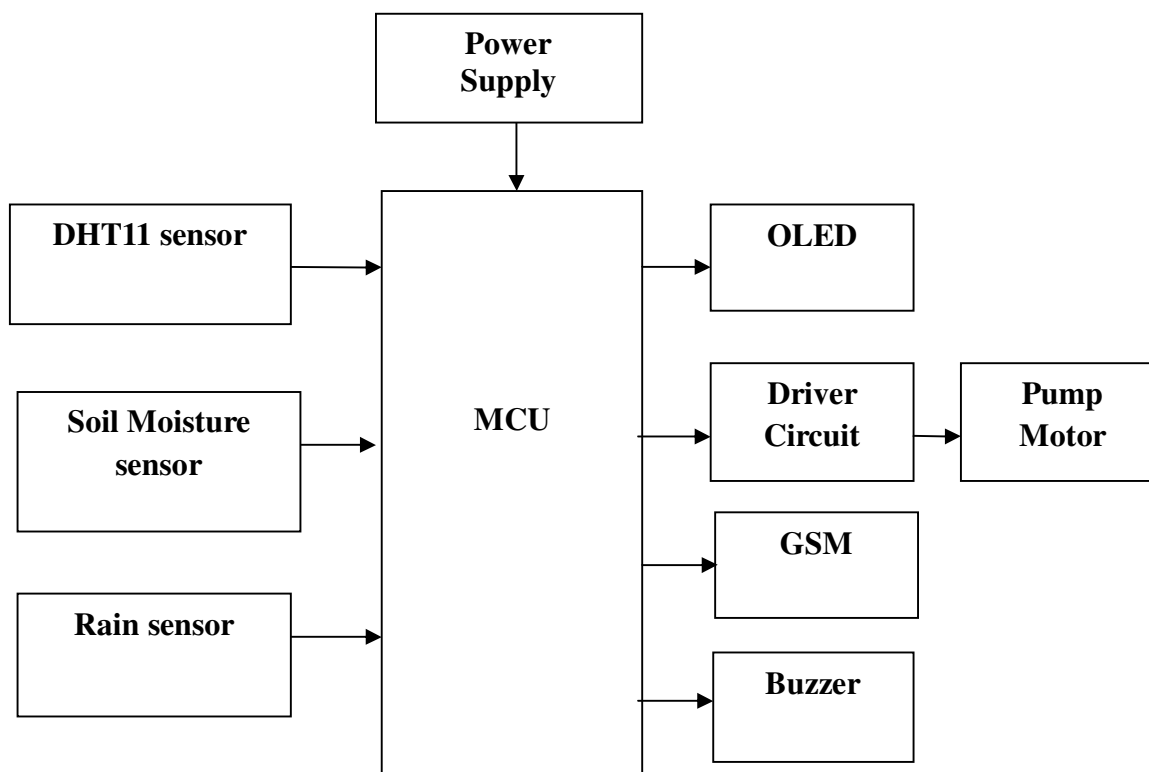 Power
Supply
DHT11 sensor
OLED
Soil Moisture
sensor
MCU
Driver
Circuit
Pump
Motor
GSM
Rain sensor
Buzzer